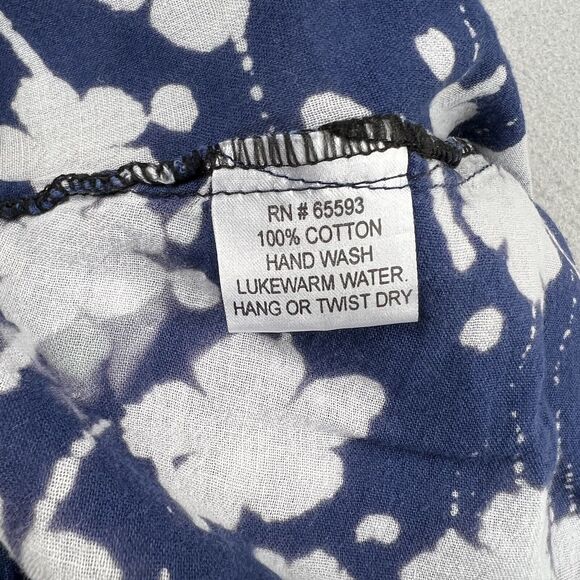 RN # 65593
100% COTTON
HAND WASH
LUKEWARM WATER.
HANG OR TWIST DRY